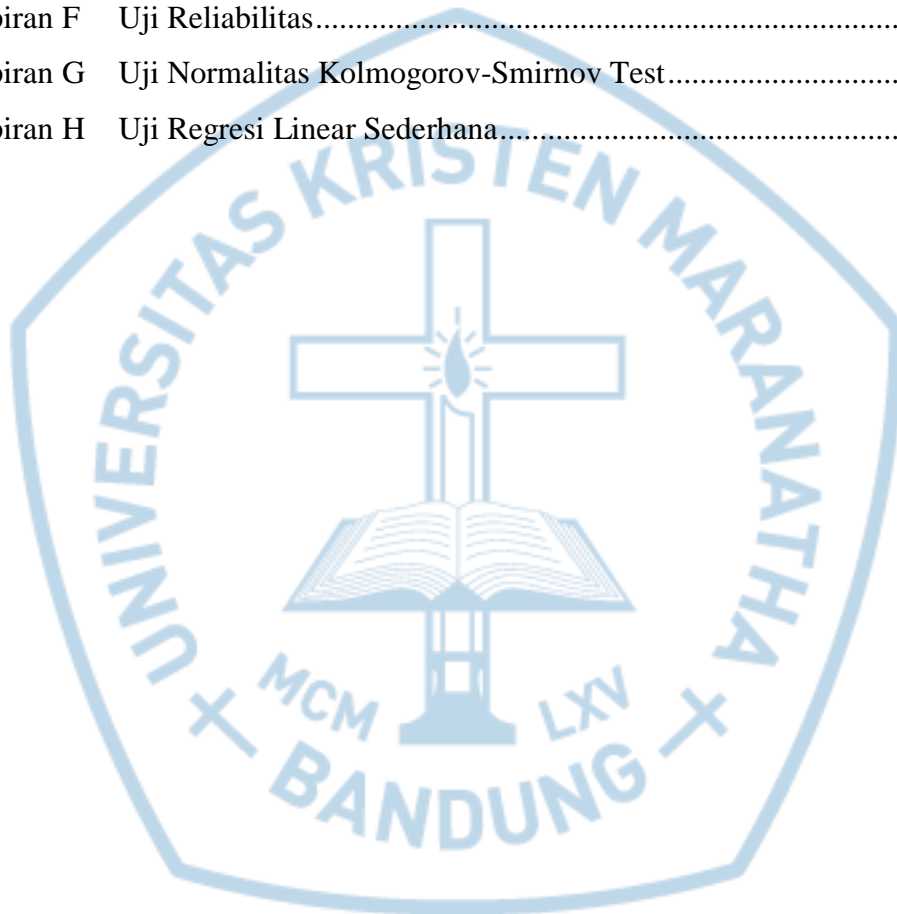 piran F Uji Reliabilitas........................................................................
piran G Uji Normalitas Kolmogorov-Smirnov Test............................
piran H Uji Regresi Linear Sederhana.................................................
UNIVERSITAS KRISTEN MARANATHA
MCM LXV
BANDUNG